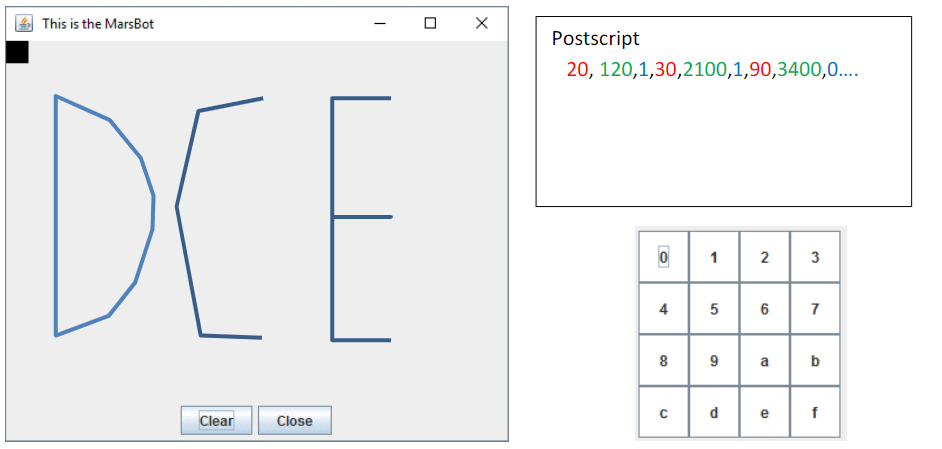 This is the MarsBot
DCE
Clear Close
Postscript
20, 120,1,30,2100,1,90,3400,0....
0 1 2 3
4 5 6 7
8 9 a b
c d e f